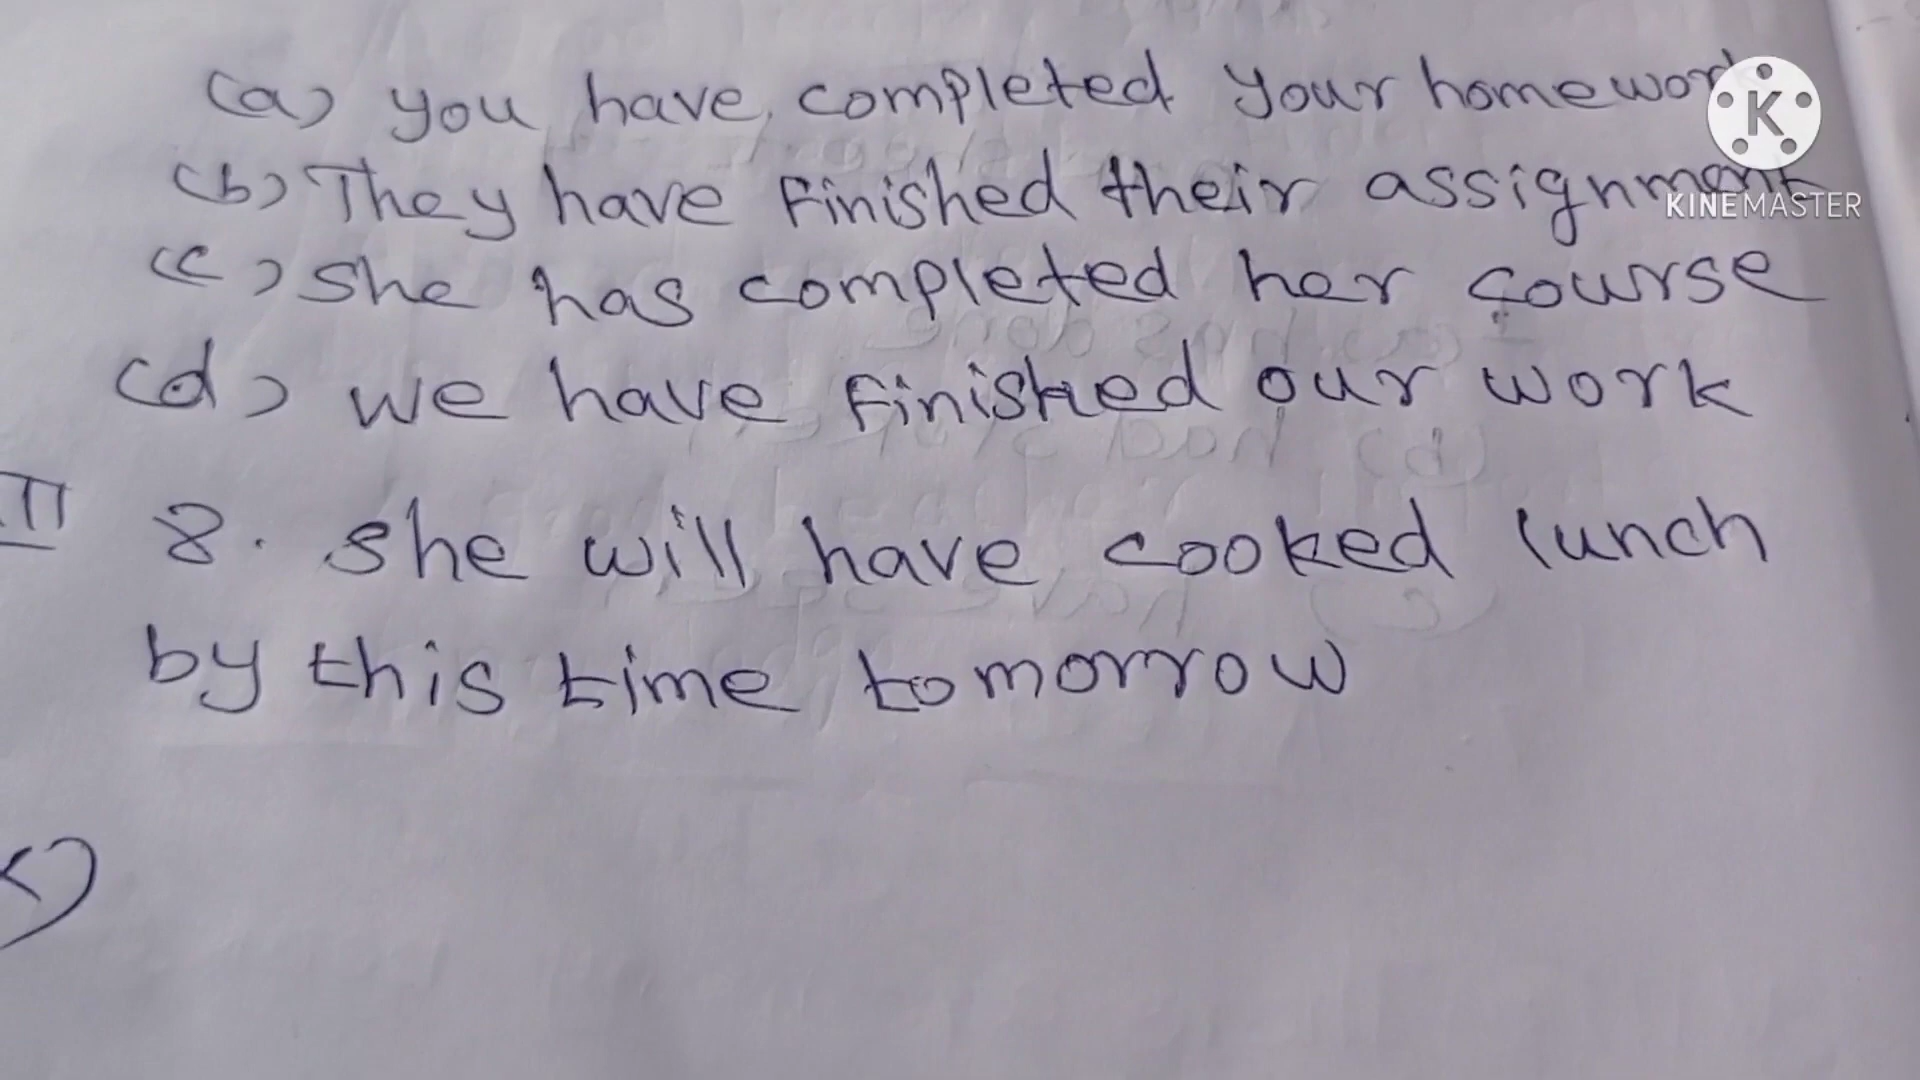 (a) you have completed your homework
(b) They have finished their assignment
(c) She has completed her course
(d) we have finished our work
II 8. she will have cooked lunch
by this time tomorrow
K
KINEMASTER